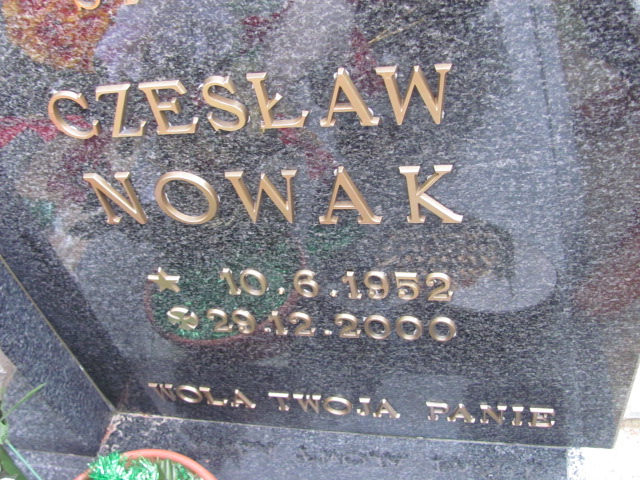 CZESŁAW
NOWAK
★ 10.6.1952
29.12.2000
WOLA TWOJA PANIE